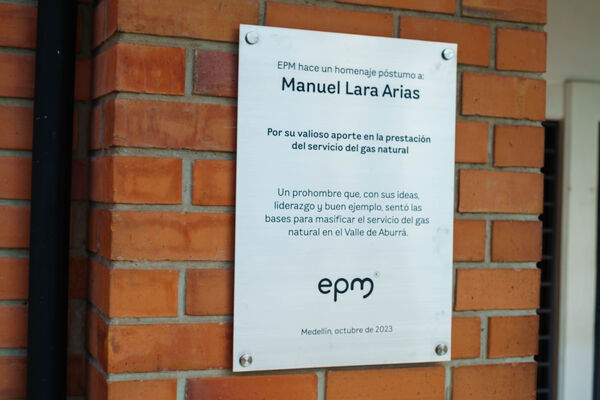 EPM hace un homenaje póstumo a:
Manuel Lara Arias
Por su valioso aporte en la prestación
del servicio del gas natural
Un prohombre que, con sus ideas,
liderazgo y buen ejemplo, sentó las
bases para masificar el servicio del gas
natural en el Valle de Aburrá.
epm
Medellín, octubre de 2023